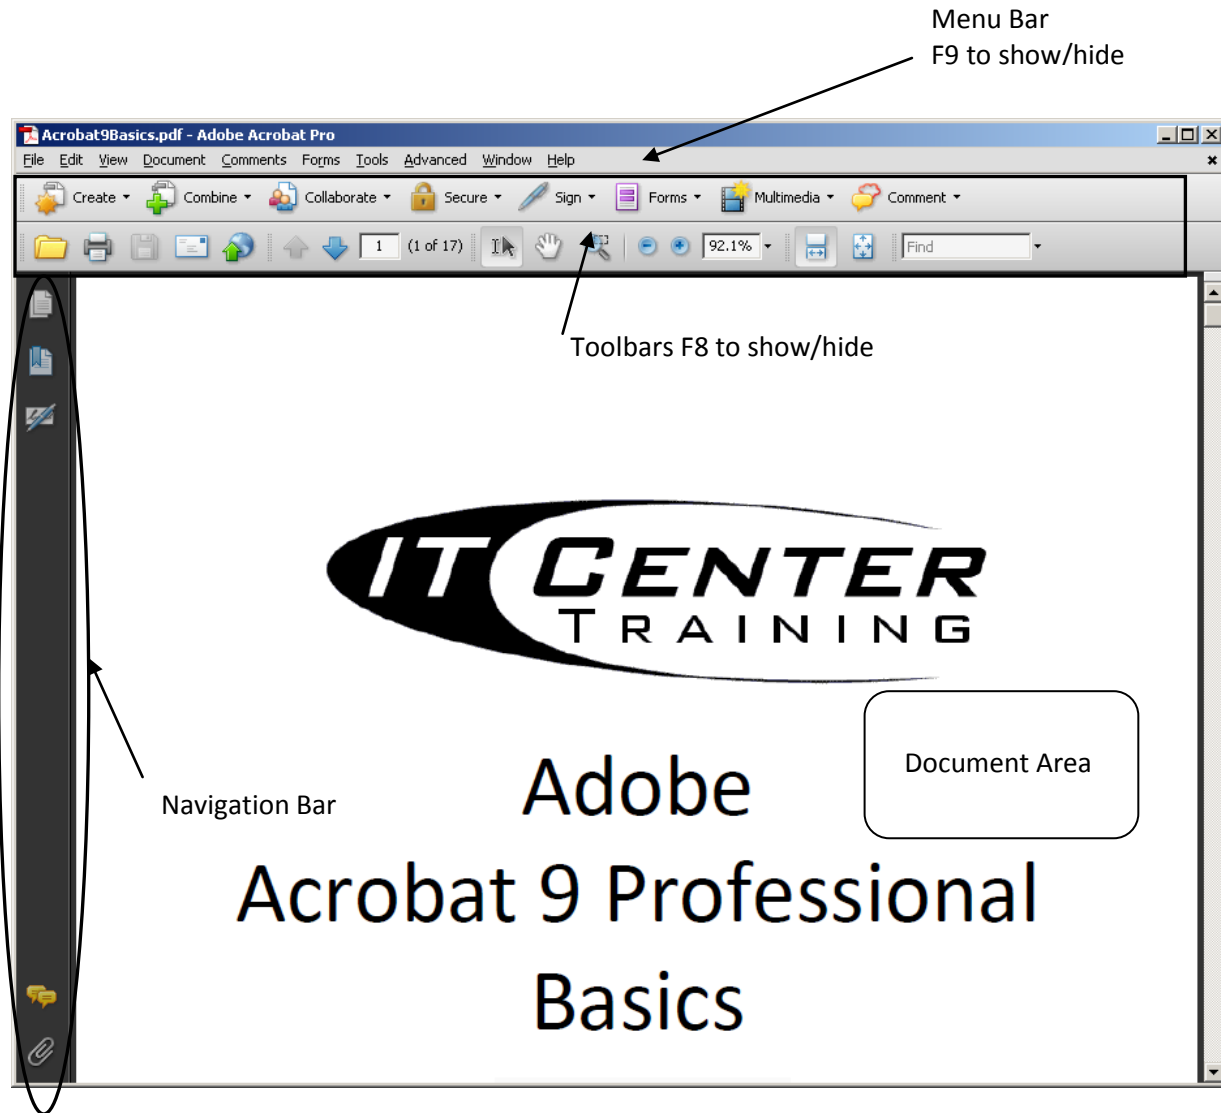 Menu Bar
F9 to show/hide
Acrobat9Basics.pdf - Adobe Acrobat Pro
File Edit View Document Comments Forms Tools Advanced Window Help
Create Combine Collaborate Secure Sign Forms Multimedia Comment
1 (1 of 17) 92.1% Find
Toolbars F8 to show/hide
IT CENTER
TRAINING
Document Area
Navigation Bar
Adobe
Acrobat 9 Professional
Basics